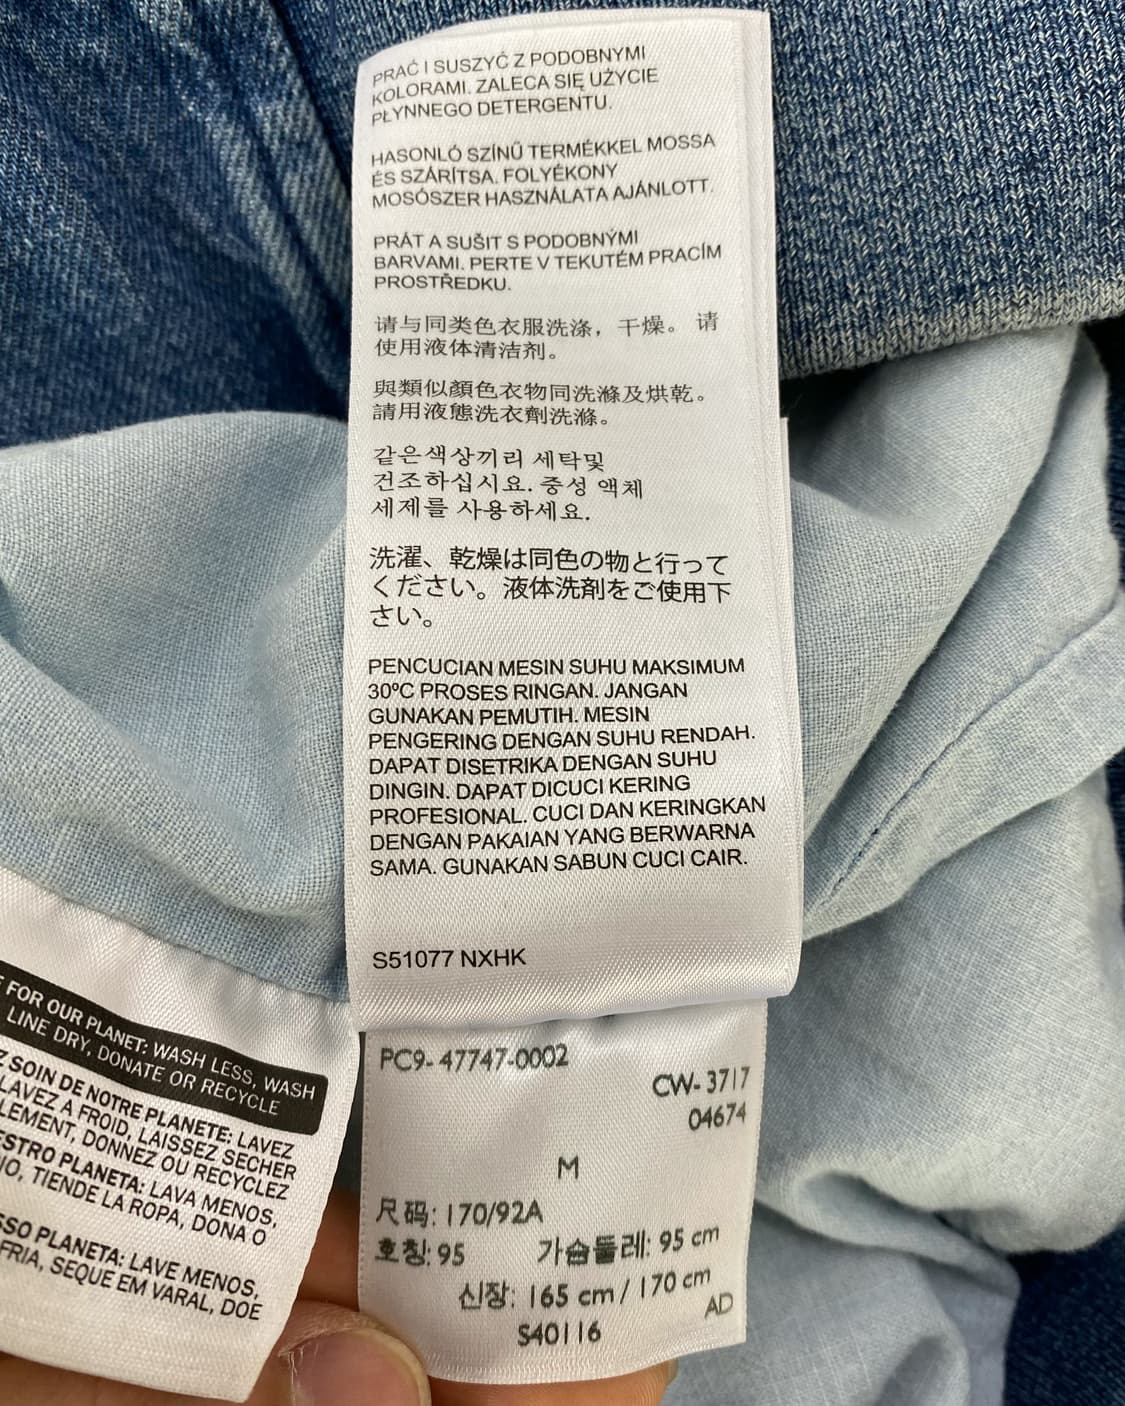 PRAĆ I SUSZYĆ Z PODOBNYMI
KOLORAMI. ZALECA SIĘ UŻYCIE
PŁYNNEGO DETERGENTU.
HASONLÓ SZÍNŰ TERMÉKKEL MOSSA
ÉS SZÁRÍTSA. FOLYÉKONY
MOSÓSZER HASZNÁLATA AJÁNLOTT.
PRÁT A SUŠIT S PODOBNÝMI
BARVAMI. PERTE V TEKUTÉM PRACÍM
PROSTŘEDKU.
请与同类色衣服洗涤，干燥。请
使用液体清洁剂。
與類似顏色衣物同洗滌及烘乾。
請用液態洗衣劑洗滌。
같은색상끼리 세탁및
건조하십시요. 중성 액체
세제를 사용하세요.
洗濯、乾燥は同色の物と行って
ください。液体洗剤をご使用下
さい。
PENCUCIAN MESIN SUHU MAKSIMUM
30ºC PROSES RINGAN. JANGAN
GUNAKAN PEMUTIH. MESIN
PENGERING DENGAN SUHU RENDAH.
DAPAT DISETRIKA DENGAN SUHU
DINGIN. DAPAT DICUCI KERING
PROFESIONAL. CUCI DAN KERINGKAN
DENGAN PAKAIAN YANG BERWARNA
SAMA. GUNAKAN SABUN CUCI CAIR.
S51077 NXHK
FOR OUR PLANET: WASH LESS, WASH
LINE DRY, DONATE OR RECYCLE
SOIN DE NOTRE PLANETE: LAVEZ
LAVEZ A FROID, LAISSEZ SECHER
DONNEZ OU RECYCLEZ
PLANETA: LAVA MENOS,
TIENDE LA ROPA, DONA O
PLANETA: LAVE MENOS,
FRIA, SEQUE EM VARAL, DOE
PC9-47747-0002
CW-3717
04674
M
尺码: 170/92A
호칭: 95 가슴둘레: 95 cm
신장: 165 cm / 170 cm
AD
S40116